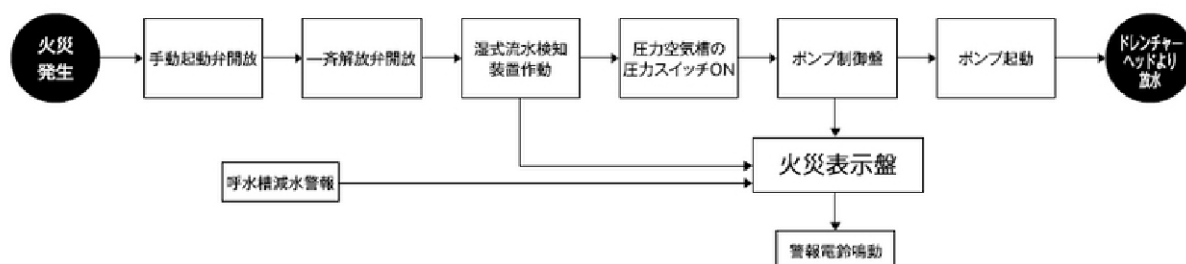 火災
発生
手動起動弁開放
一斉解放弁開放
湿式流水検知
装置作動
圧力空気槽の
圧力スイッチON
ポンプ制御盤
ポンプ起動
ドレンチャー
ヘッドより
放水
火災表示盤
呼水槽減水警報
警報電鈴鳴動